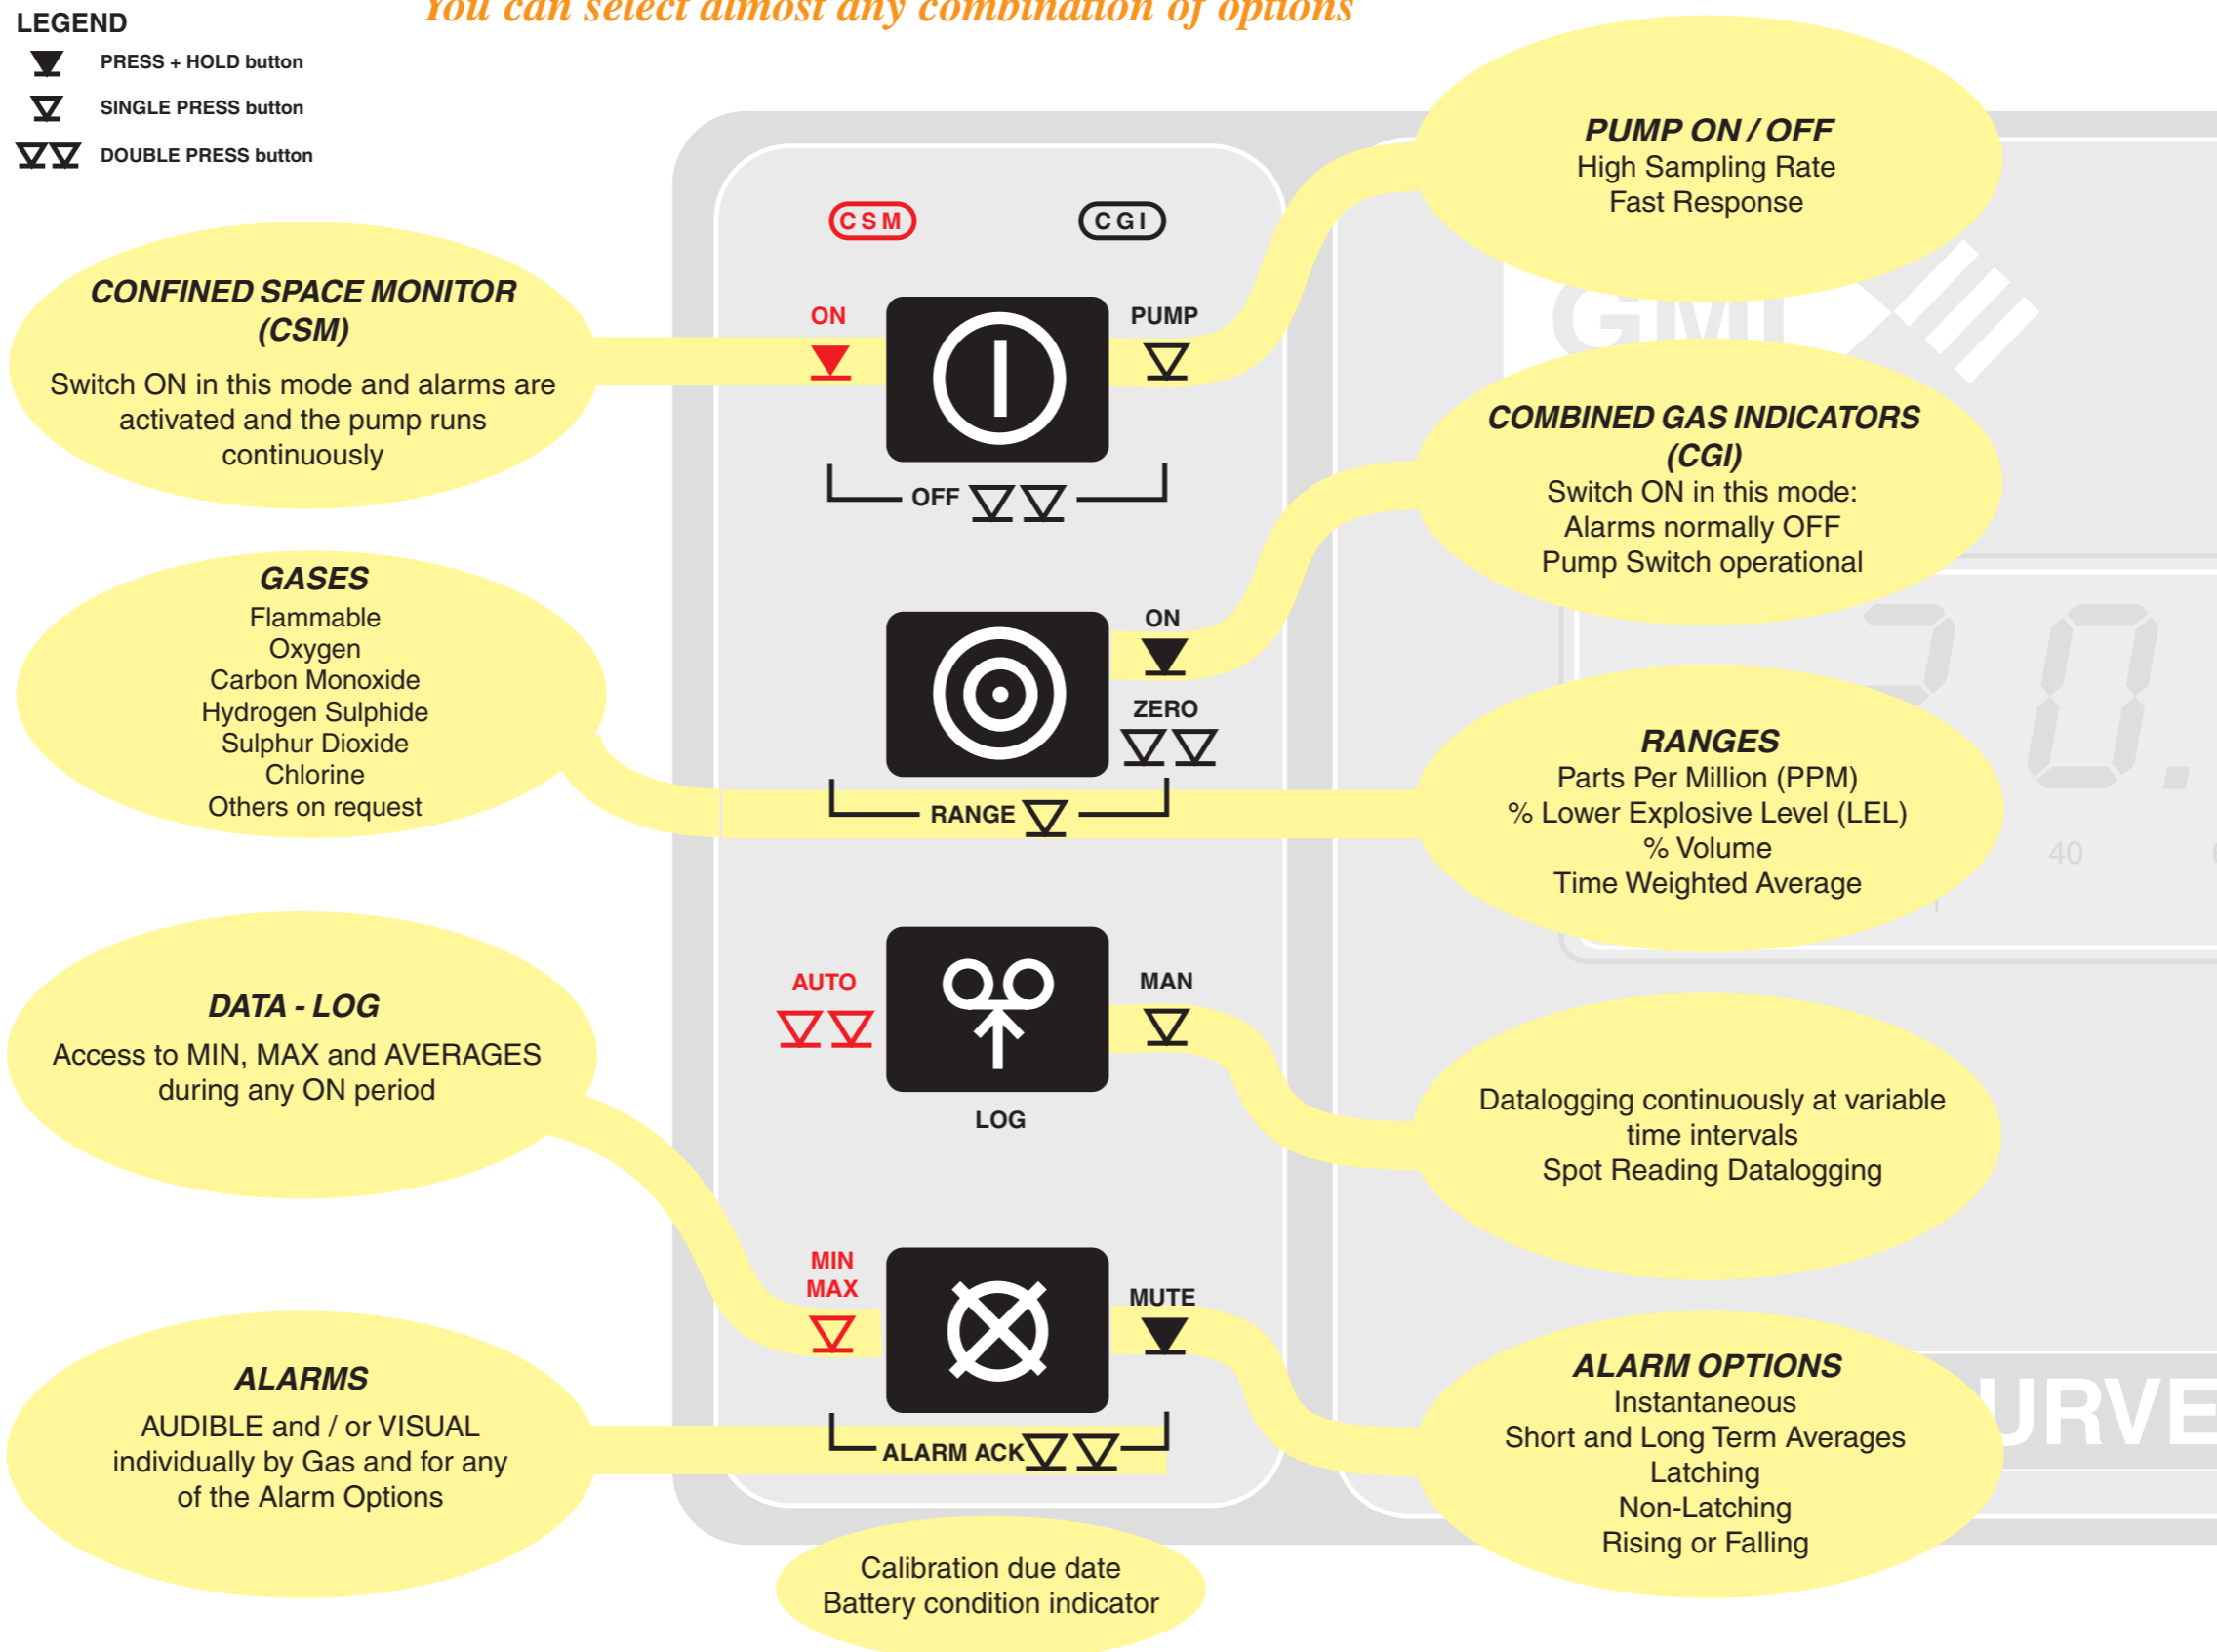 You can select almost any combination of options
LEGEND
PRESS + HOLD button
SINGLE PRESS button
DOUBLE PRESS button
CONFINED SPACE MONITOR
(CSM)
Switch ON in this mode and alarms are
activated and the pump runs
continuously
GASES
Flammable
Oxygen
Carbon Monoxide
Hydrogen Sulphide
Sulphur Dioxide
Chlorine
Others on request
DATA - LOG
Access to MIN, MAX and AVERAGES
during any ON period
ALARMS
AUDIBLE and / or VISUAL
individually by Gas and for any
of the Alarm Options
CSM
CGI
ON
PUMP
OFF
ON
ZERO
RANGE
AUTO
MAN
LOG
MIN
MAX
MUTE
ALARM ACK
Calibration due date
Battery condition indicator
PUMP ON / OFF
High Sampling Rate
Fast Response
GMI
COMBINED GAS INDICATORS
(CGI)
Switch ON in this mode:
Alarms normally OFF
Pump Switch operational
RANGES
Parts Per Million (PPM)
% Lower Explosive Level (LEL)
% Volume
Time Weighted Average
40
Datalogging continuously at variable
time intervals
Spot Reading Datalogging
ALARM OPTIONS
Instantaneous
Short and Long Term Averages
Latching
Non-Latching
Rising or Falling
URVE